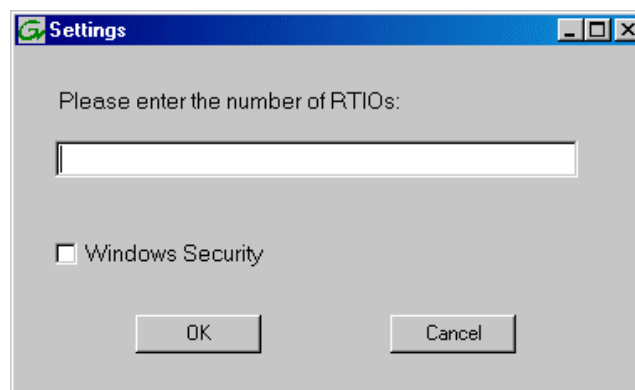 Settings
Please enter the number of RTIOs:
Windows Security
OK
Cancel